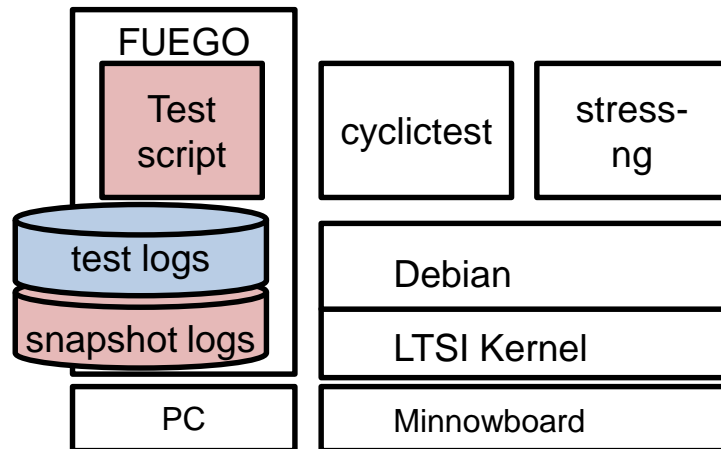 FUEGO
Test
script
cyclictest
stress-
ng
test logs
snapshot logs
Debian
LTSI Kernel
PC
Minnowboard